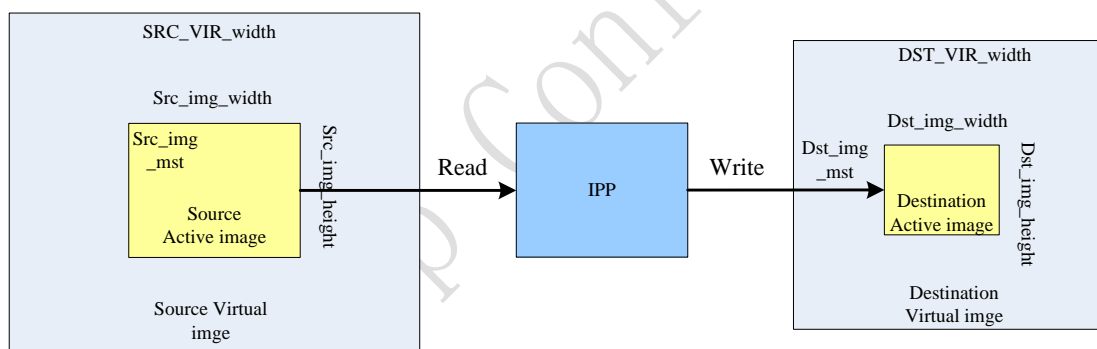 SRC_VIR_width
Src_img_width
Src_img
_mst
Src_img_height
Source
Active image
Source Virtual
imge
Read
IPP
Write
DST_VIR_width
Dst_img_width
Dst_img
_mst
Dst_img_height
Destination
Active image
Destination
Virtual imge
p Conf